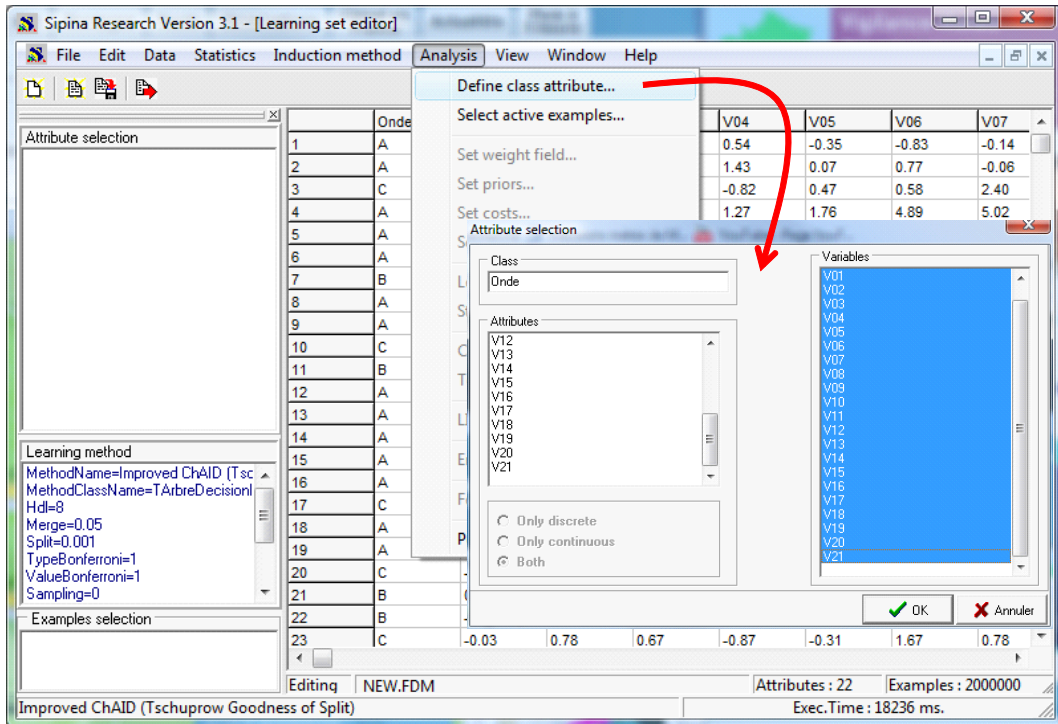 Sipina Research Version 3.1 - [Learning set editor]
File Edit Data Statistics Induction method Analysis View Window Help
Define class attribute...
Select active examples...
Set weight field...
Set priors...
Set costs...
Attribute selection
Onde V04 V05 V06 V07
1 A 0.54 -0.35 -0.83 -0.14
2 A 1.43 0.07 0.77 -0.06
3 C -0.82 0.47 0.58 2.40
4 A 1.27 1.76 4.89 5.02
5 A
6 A
7 B
8 A
9 A
10 C
11 B
12 A
13 A
14 A
15 A
16 A
17 C
18 A
19 A
20 C
21 B
22 B
23 C -0.03 0.78 0.67 -0.87 -0.31 1.67 0.78
Attribute selection
Class
Onde
Attributes
V12
V13
V14
V15
V16
V17
V18
V19
V20
V21
Only discrete
Only continuous
Both
Variables
V01
V02
V03
V04
V05
V06
V07
V08
V09
V10
V11
V12
V13
V14
V15
V16
V17
V18
V19
V20
V21
OK
Annuler
Learning method
MethodName=Improved ChAID (Tsc
MethodClassName=TArbreDecisionI
Hdl=8
Merge=0.05
Split=0.001
TypeBonferroni=1
ValueBonferroni=1
Sampling=0
Examples selection
Editing NEW.FDM Attributes : 22 Examples : 2000000
Improved ChAID (Tschuprow Goodness of Split) Exec.Time : 18236 ms.